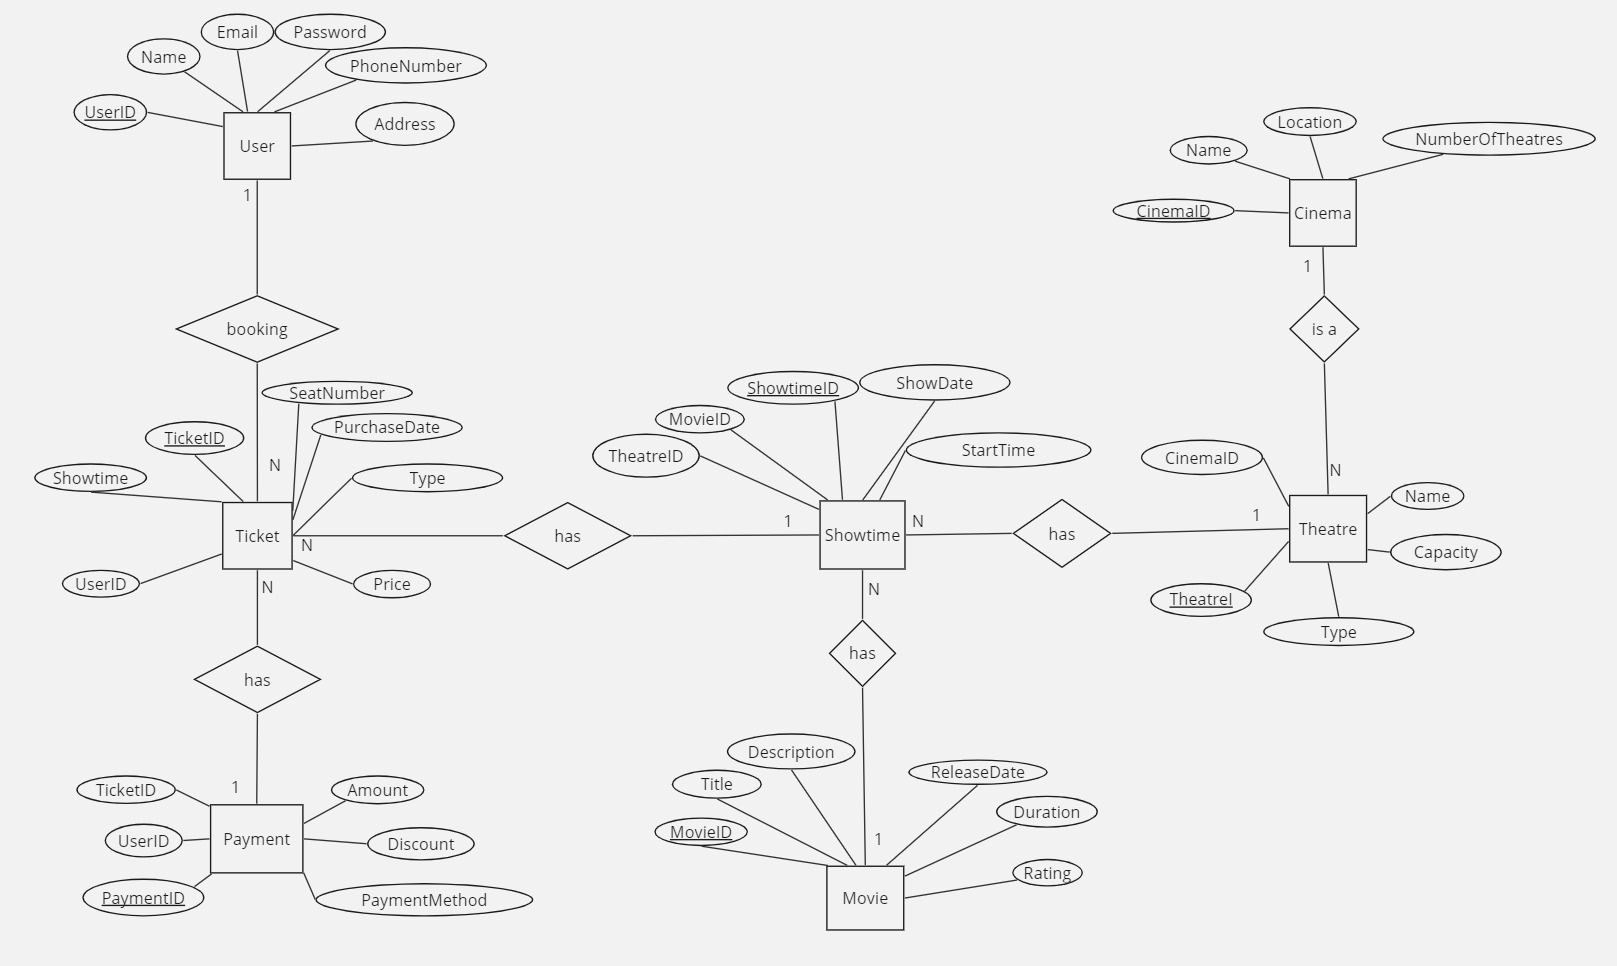 Email
Password
Name
PhoneNumber
UserID
Address
User
1
booking
N
Location
NumberOfTheatres
Name
CinemaID
Cinema
1
is a
N
SeatNumber
PurchaseDate
TicketID
Showtime
Type
Ticket
N
UserID
Price
N
has
1
ShowtimeID
ShowDate
MovieID
TheatreID
StartTime
Showtime
N
has
1
CinemaID
Name
Theatre
Capacity
TheatreI
Type
has
1
TicketID
Amount
UserID
Payment
Discount
PaymentID
PaymentMethod
N
has
1
Description
ReleaseDate
Title
Duration
MovieID
Rating
Movie